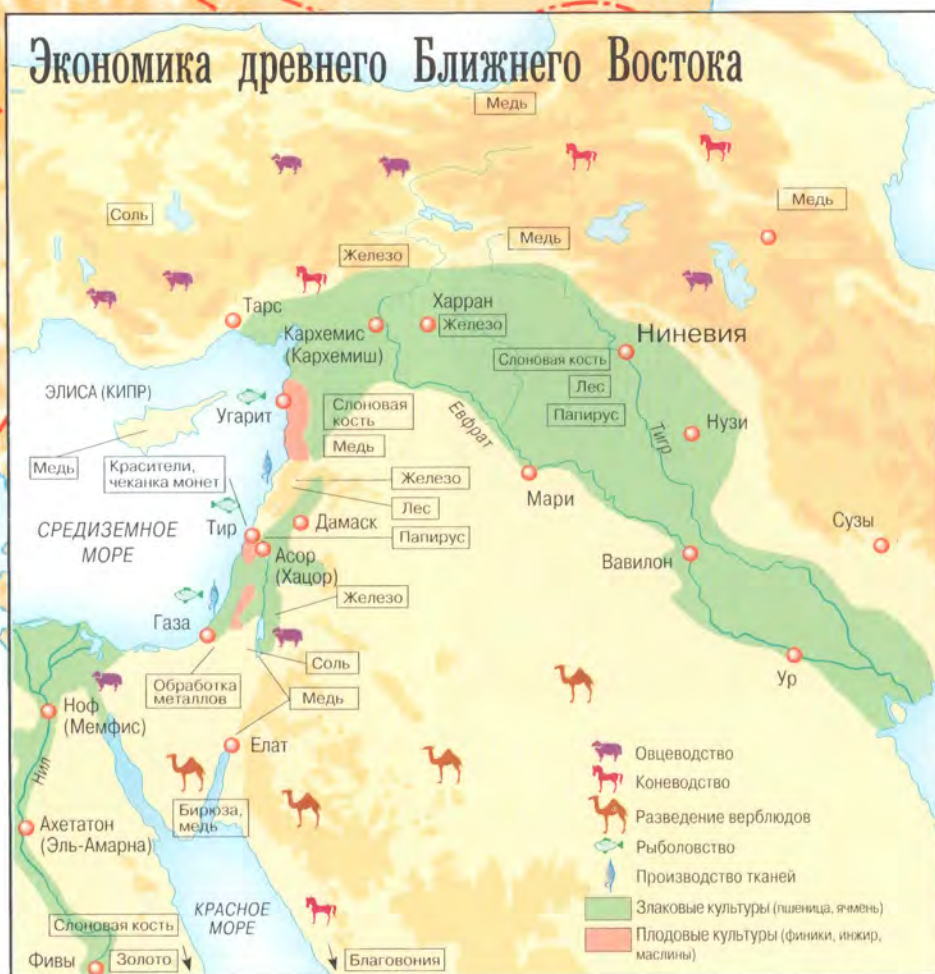 Экономика древнего Ближнего Востока
Медь
Медь
Соль
Медь
Железо
Тарс
Харран
Кархемис
(Кархемиш)
Железо
Ниневия
Слоновая кость
Лес
Папирус
ЭЛИСА (КИПР)
Угарит
Слоновая
кость
Медь
Евфрат
Тигр
Нузи
Медь
Красители,
чеканка монет
Железо
Мари
Лес
СРЕДИЗЕМНОЕ
МОРЕ
Тир
Дамаск
Папирус
Сузы
Асор
(Хацор)
Вавилон
Железо
Газа
Соль
Ур
Обработка
металлов
Медь
Ноф
(Мемфис)
Елат
Нил
Бирюза,
медь
Ахетатон
(Эль-Амарна)
КРАСНОЕ
МОРЕ
Слоновая кость
Фивы
Золото
Благовония
Овцеводство
Коневодство
Разведение верблюдов
Рыболовство
Производство тканей
Злаковые культуры (пшеница, ячмень)
Плодовые культуры (финики, инжир,
маслины)